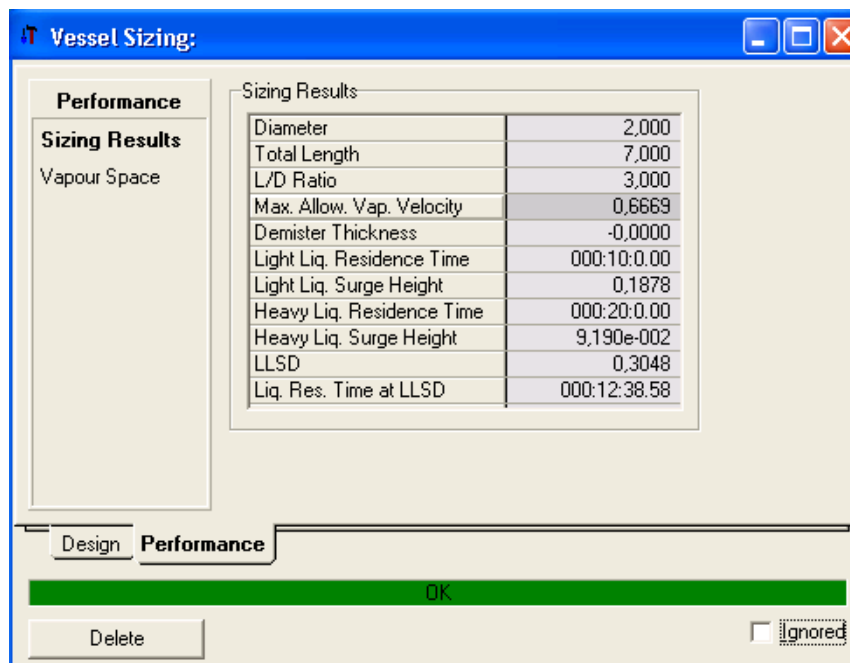 Vessel Sizing:
Performance
Sizing Results
Vapour Space
Sizing Results
Diameter 2,000
Total Length 7,000
L/D Ratio 3,000
Max. Allow. Vap. Velocity 0,6669
Demister Thickness -0,0000
Light Liq. Residence Time 000:10:0.00
Light Liq. Surge Height 0,1878
Heavy Liq. Residence Time 000:20:0.00
Heavy Liq. Surge Height 9,190e-002
LLSD 0,3048
Liq. Res. Time at LLSD 000:12:38.58
Design Performance
OK
Delete Ignored